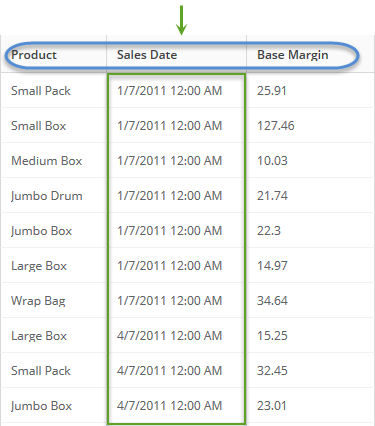 Product Sales Date Base Margin
Small Pack 1/7/2011 12:00 AM 25.91
Small Box 1/7/2011 12:00 AM 127.46
Medium Box 1/7/2011 12:00 AM 10.03
Jumbo Drum 1/7/2011 12:00 AM 21.74
Jumbo Box 1/7/2011 12:00 AM 22.3
Large Box 1/7/2011 12:00 AM 14.97
Wrap Bag 1/7/2011 12:00 AM 34.64
Large Box 4/7/2011 12:00 AM 15.25
Small Pack 4/7/2011 12:00 AM 32.45
Jumbo Box 4/7/2011 12:00 AM 23.01